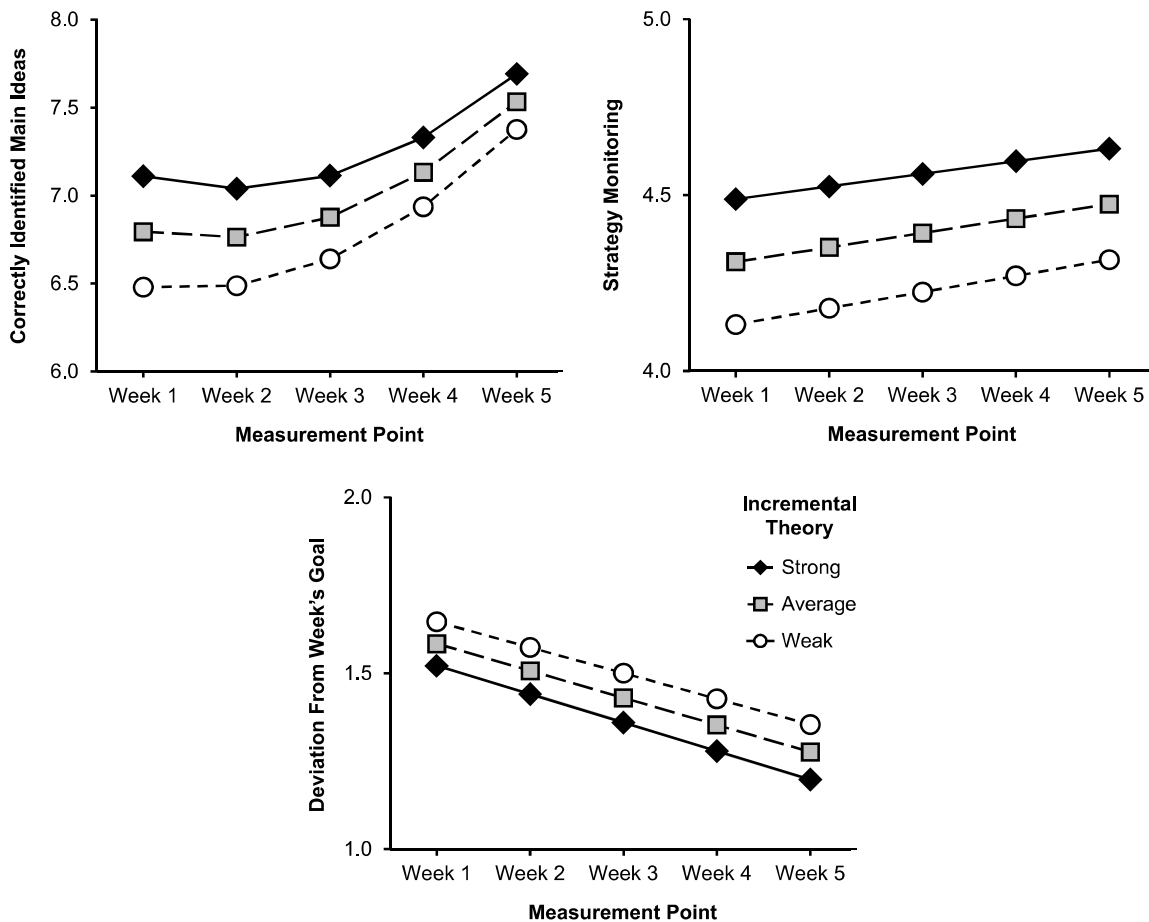 Correctly Identified Main Ideas
8.0
7.5
7.0
6.5
6.0
Week 1 Week 2 Week 3 Week 4 Week 5
Measurement Point
Strategy Monitoring
5.0
4.5
4.0
Week 1 Week 2 Week 3 Week 4 Week 5
Measurement Point
Deviation From Week's Goal
2.0
1.5
1.0
Week 1 Week 2 Week 3 Week 4 Week 5
Measurement Point
Incremental
Theory
Strong
Average
Weak